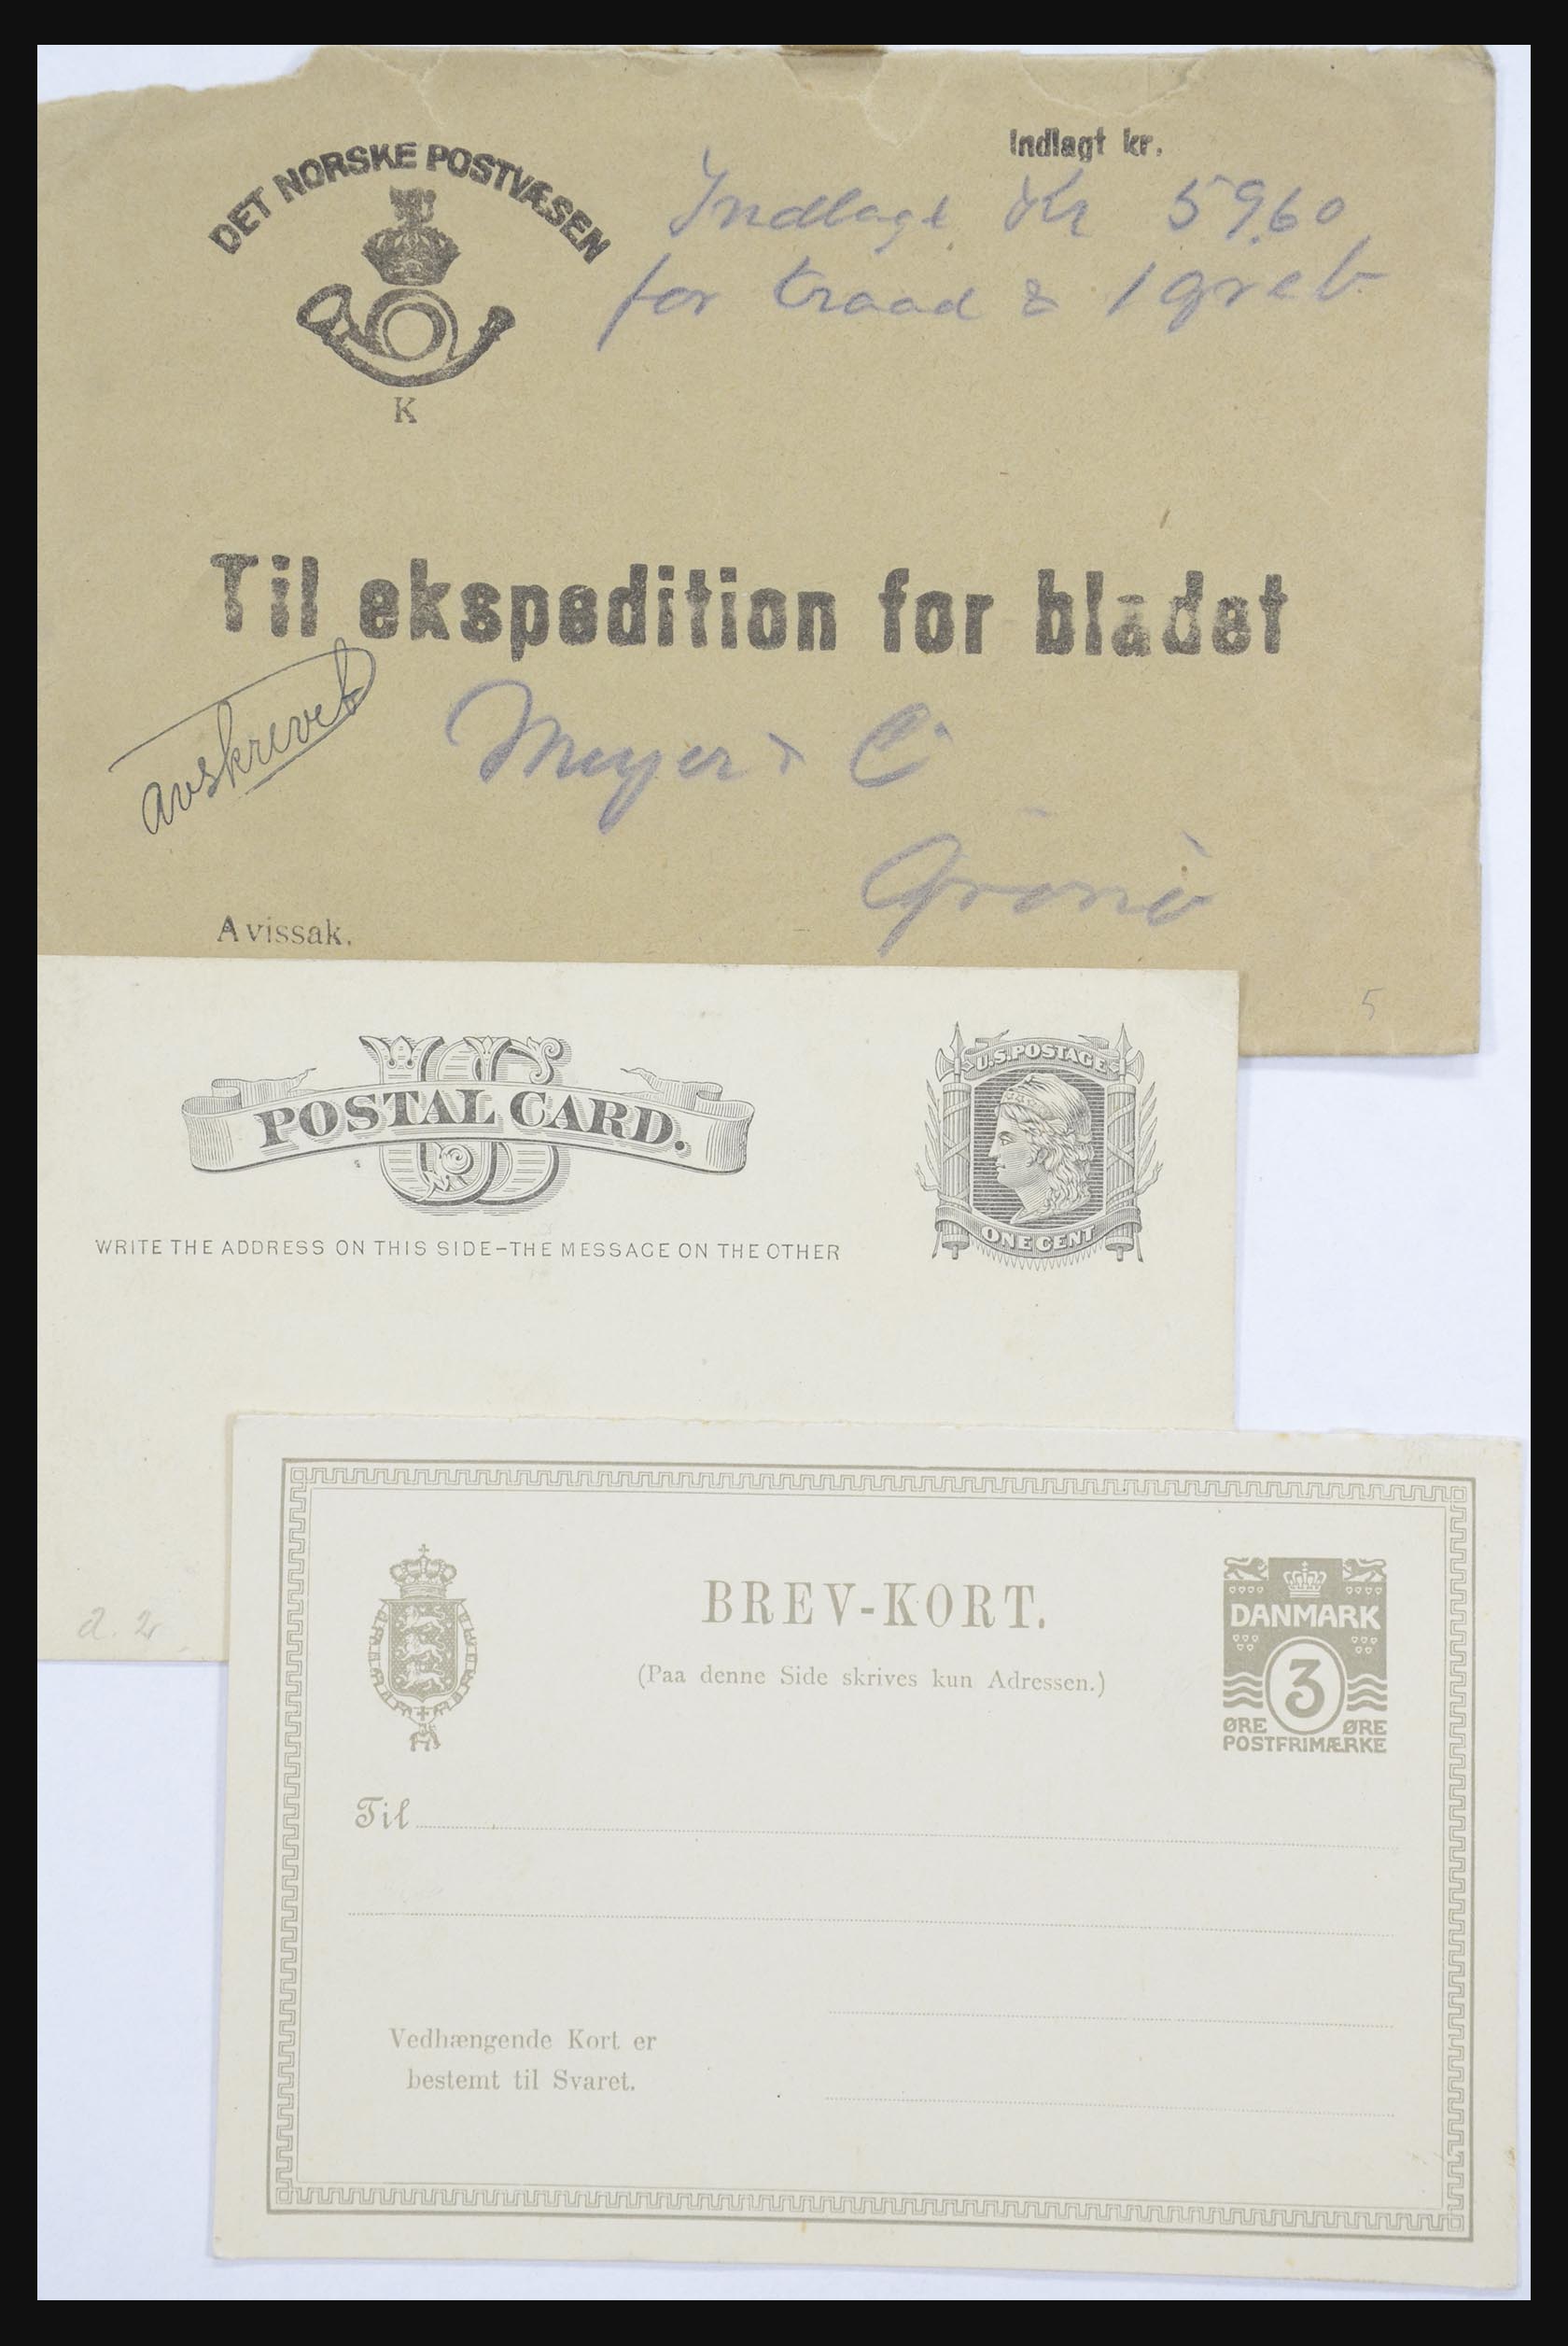 DET NORSKE POSTVÆSEN
Indlagt kr.
Indlagt Kr 59,60
for traad & 1 greb
K
Til ekspedition for bladet
avskrevet
Meyer & C
Grønø
Avissak.
5
US
POSTAL CARD.
U.S. POSTAGE
ONE CENT
WRITE THE ADDRESS ON THIS SIDE-THE MESSAGE ON THE OTHER
BREV-KORT.
(Paa denne Side skrives kun Adressen.)
DANMARK
3
ØRE ØRE
POSTFRIMÆRKE
Til
Vedhængende Kort er
bestemt til Svaret.